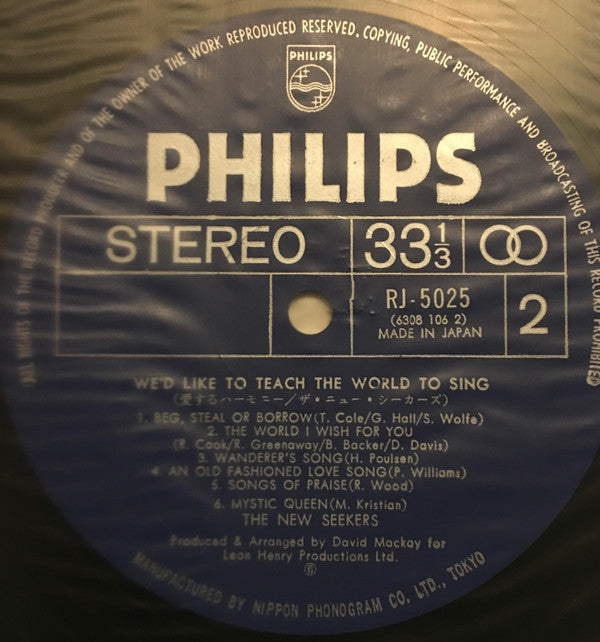 ALL RIGHTS OF THE RECORD PRODUCER AND OF THE OWNER OF THE WORK REPRODUCED RESERVED. COPYING, PUBLIC PERFORMANCE AND BROADCASTING OF THIS RECORD PROHIBITED
PHILIPS
PHILIPS
STEREO 33⅓
RJ-5025
(6308 106 2)
MADE IN JAPAN
2
WE'D LIKE TO TEACH THE WORLD TO SING
(愛するハーモニー/ザ・ニュー・シーカーズ)
1. BEG, STEAL OR BORROW(T. Cole/G. Hall/S. Wolfe)
2. THE WORLD I WISH FOR YOU
(R. Cook/R. Greenaway/B. Backer/D. Davis)
3. WANDERER'S SONG(H. Poulsen)
4. AN OLD FASHIONED LOVE SONG(P. Williams)
5. SONGS OF PRAISE(R. Wood)
6. MYSTIC QUEEN(M. Kristian)
THE NEW SEEKERS
Produced & Arranged by David Mackay for
Leon Henry Productions Ltd.
⑥
MANUFACTURED BY NIPPON PHONOGRAM CO. LTD., TOKYO